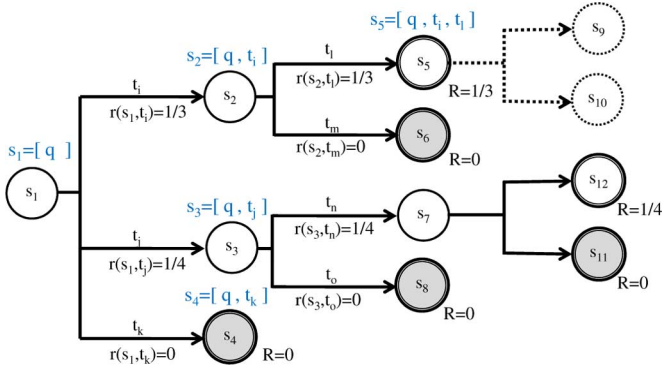 s5=[ q , ti , tl ]
s9
s2=[ q , ti ]
tl
s5
r(s2,tl)=1/3
R=1/3
ti
s2
s10
r(s1,ti)=1/3
tm
s6
r(s2,tm)=0
R=0
s1=[ q ]
s1
s3=[ q , tj ]
tn
s7
s12
r(s3,tn)=1/4
R=1/4
tj
s3
r(s1,tj)=1/4
to
s8
s11
r(s3,to)=0
R=0
R=0
s4=[ q , tk ]
tk
s4
r(s1,tk)=0
R=0